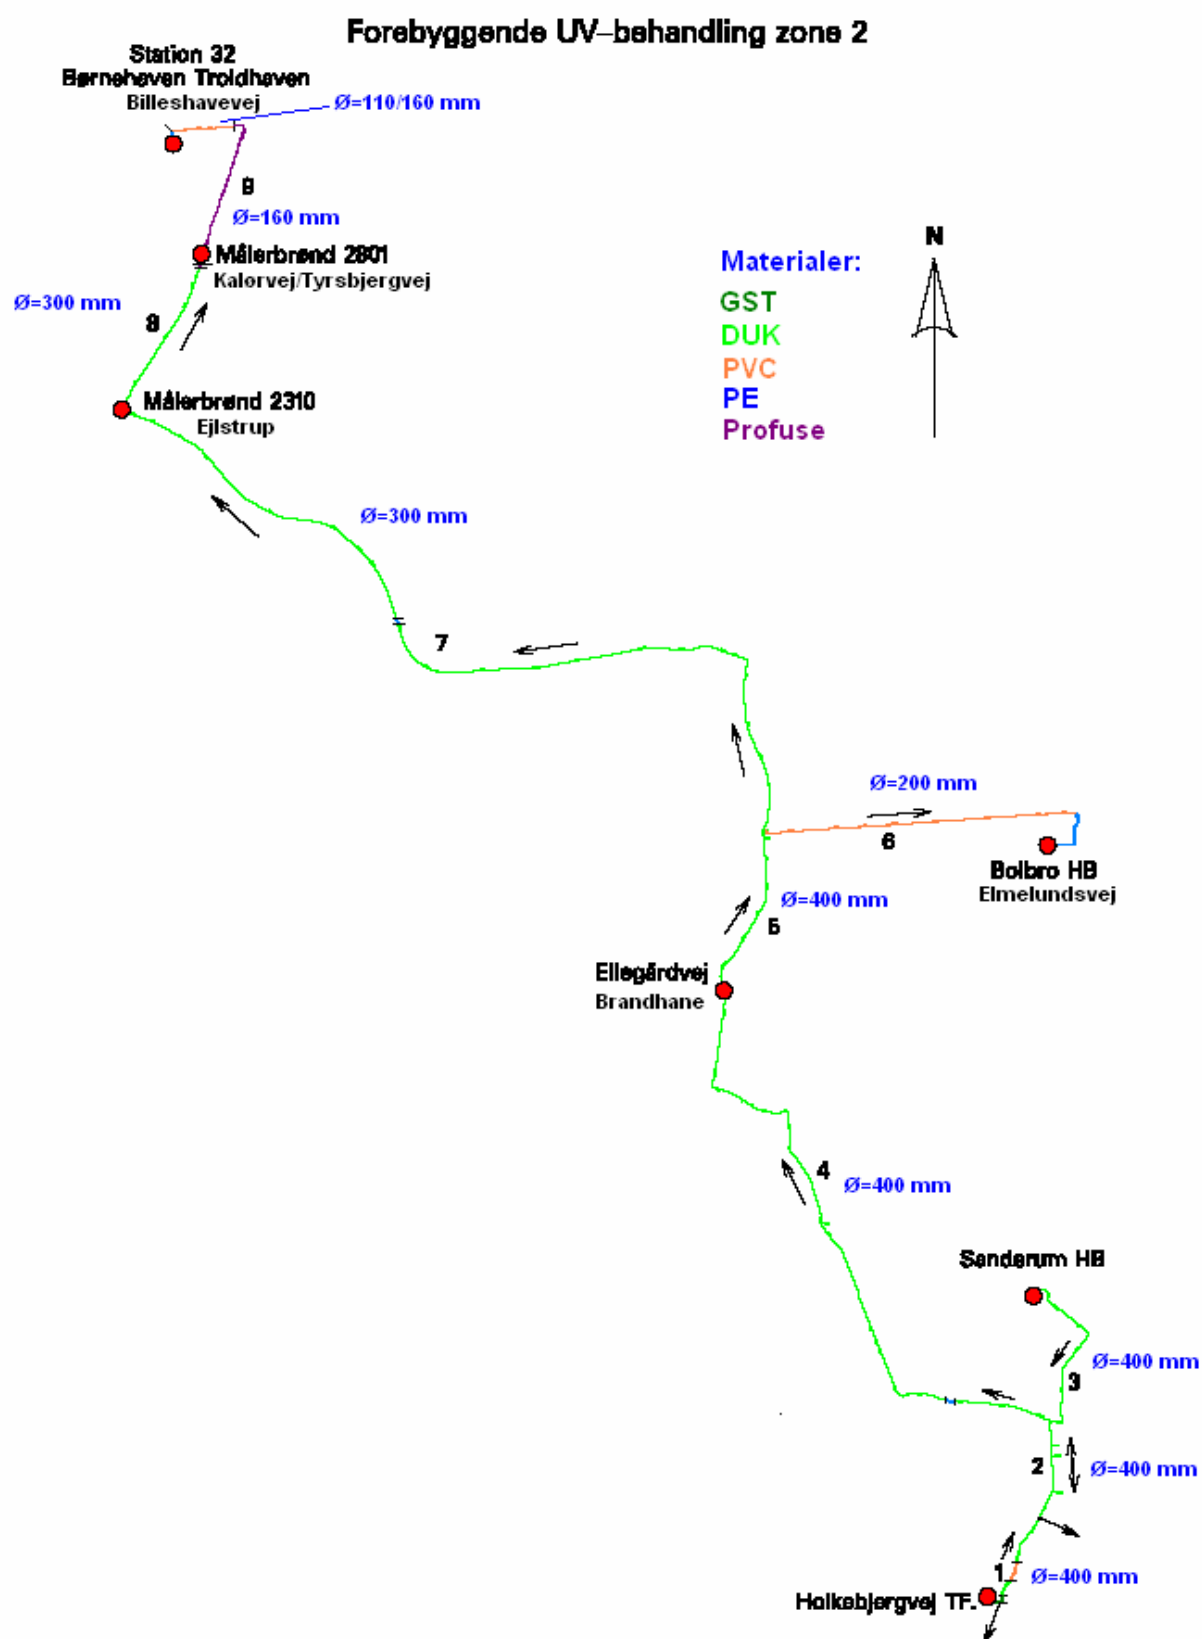 Forebyggende UV–behandling zone 2
Station 32
Børnehaven Troldhaven
Billeshavevej
Ø=110/160 mm
9
Ø=160 mm
Målerbrønd 2801
Kalørvej/Tyrsbjergvej
Ø=300 mm
8
Målerbrønd 2310
Ejlstrup
N
Materialer:
GST
DUK
PVC
PE
Profuse
Ø=300 mm
7
Ø=200 mm
6
Bolbro HB
Elmelundsvej
Ø=400 mm
5
Ellegårdvej
Brandhane
4
Ø=400 mm
Sanderum HB
Ø=400 mm
3
2
Ø=400 mm
1
Ø=400 mm
Holkebjergvej TF.